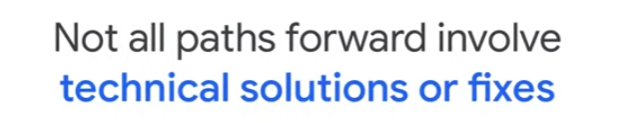 Not all paths forward involve
technical solutions or fixes